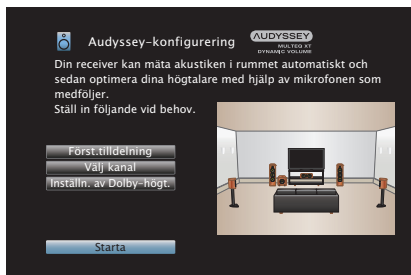 Audyssey-konfigurering
AUDYSSEY
MULTEQ XT
DYNAMIC VOLUME
Din receiver kan mäta akustiken i rummet automatiskt och
sedan optimera dina högtalare med hjälp av mikrofonen som
medföljer.
Ställ in följande vid behov.
Först.tilldelning
Välj kanal
Inställn. av Dolby-högt.
Starta